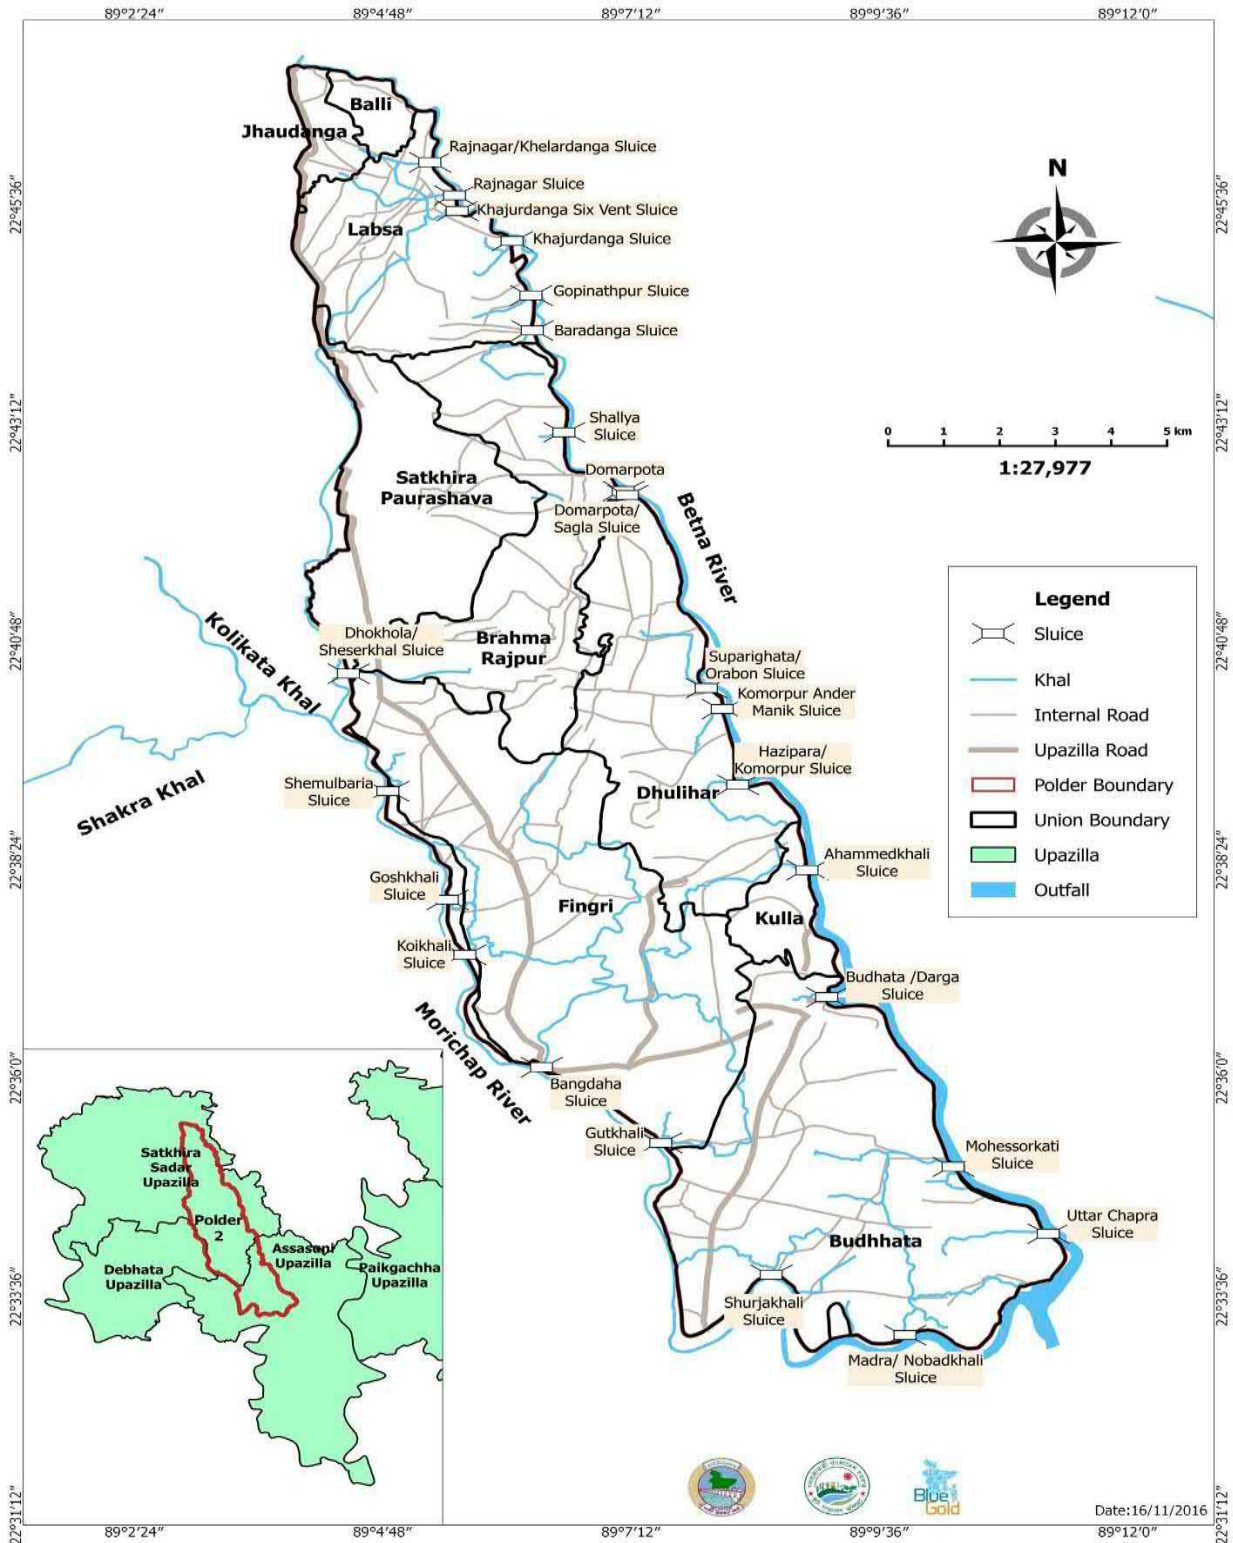 89°2'24"
89°4'48"
89°7'12"
89°9'36"
89°12'0"
Balli
Jhaudanga
Rajnagar/Khelardanga Sluice
N
22°45'36"
22°45'36"
Rajnagar Sluice
Khajurdanga Six Vent Sluice
Labsa
Khajurdanga Sluice
Gopinathpur Sluice
Baradanga Sluice
22°43'12"
22°43'12"
Shallya
Sluice
0 1 2 3 4 5 km
1:27,977
Satkhira
Paurashava
Domarpota
Domarpota/
Sagla Sluice
Betna River
Legend
Sluice
Khal
Internal Road
Upazilla Road
Polder Boundary
Union Boundary
Upazilla
Outfall
22°40'48"
22°40'48"
Kolikata Khal
Dhokhola/
Sheserkhal Sluice
Brahma
Rajpur
Suparighata/
Orabon Sluice
Komorpur Ander
Manik Sluice
Hazipara/
Komorpur Sluice
Shakra Khal
Shemulbaria
Sluice
Dhulihar
22°38'24"
22°38'24"
Ahammedkhali
Sluice
Goshkhali
Sluice
Fingri
Kulla
Koikhali
Sluice
Budhata /Darga
Sluice
Morichap River
22°36'0"
22°36'0"
Bangdaha
Sluice
Gutkhali
Sluice
Mohessorkati
Sluice
Uttar Chapra
Sluice
Budhhata
Satkhira
Sadar
Upazilla
Polder
2
Assasuni
Upazilla
Debhata
Upazilla
Paikgachha
Upazilla
22°33'36"
22°33'36"
Shurjakhali
Sluice
Madra/ Nobadkhali
Sluice
Blue
Gold
Date:16/11/2016
22°31'12"
22°31'12"
89°2'24"
89°4'48"
89°7'12"
89°9'36"
89°12'0"